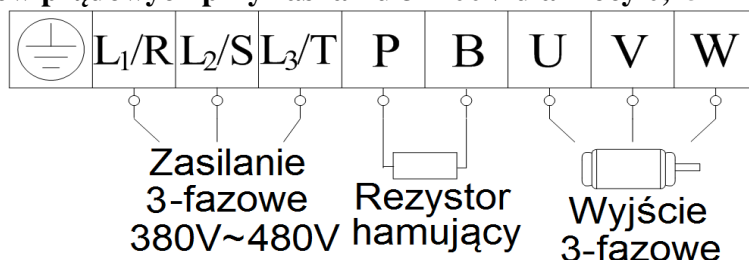 L₁/R L₂/S L₃/T P B U V W
Zasilanie
3-fazowe
380V~480V
Rezystor
hamujący
Wyjście
3-fazowe